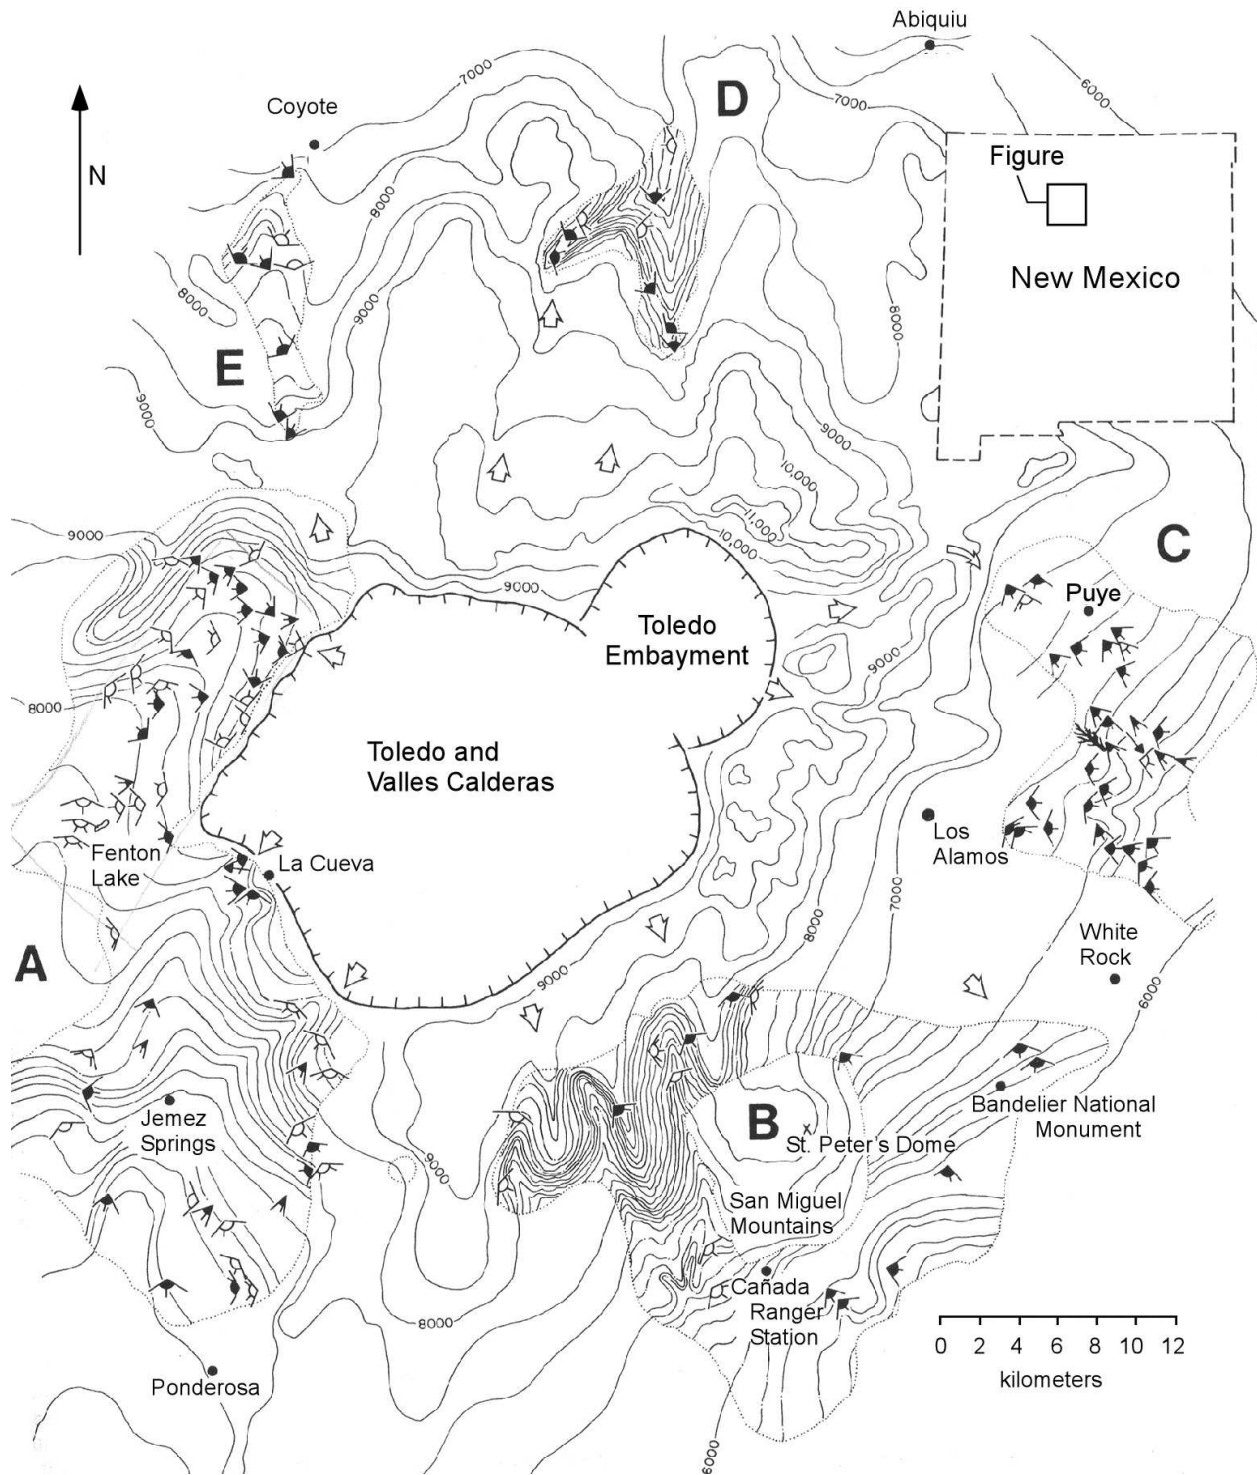 Abiquiu
7000
D
6000
7000
Coyote
N
Figure
8000
New Mexico
8000
9000
8000
E
9000
9000
10,000
11,000
10,000
9000
C
9000
Puye
Toledo
Embayment
9000
8000
Toledo and
Valles Calderas
Los
Alamos
Fenton
Lake
La Cueva
7000
8000
White
Rock
A
9000
6000
Jemez
Springs
B
x
St. Peter's Dome
Bandelier National
Monument
9000
San Miguel
Mountains
Cañada
Ranger
Station
8000
0 2 4 6 8 10 12
kilometers
Ponderosa
6000